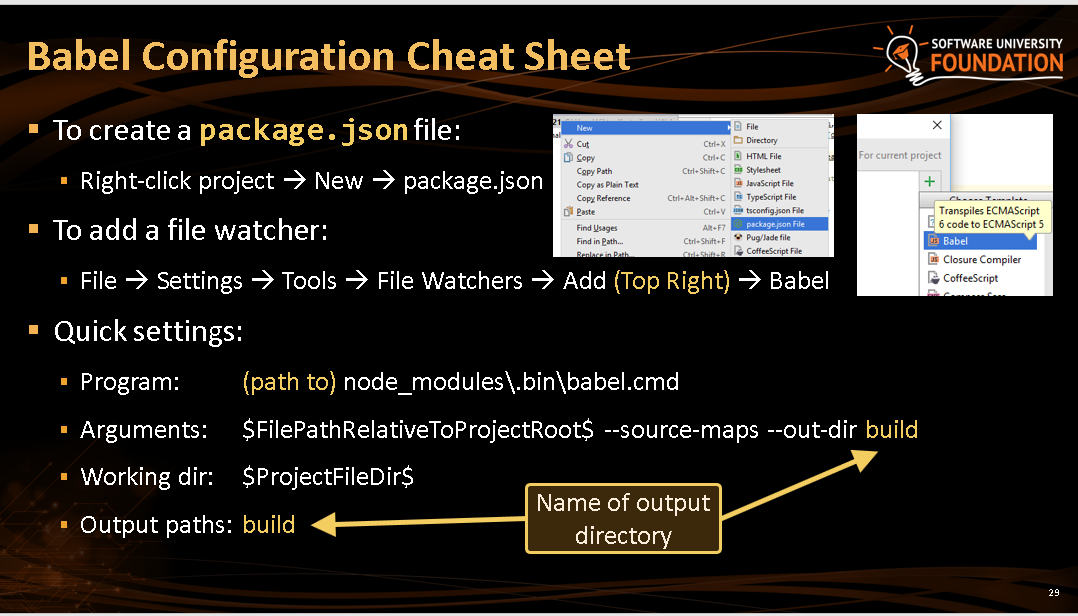 Babel Configuration Cheat Sheet
SOFTWARE UNIVERSITY
FOUNDATION
▪ To create a package.json file:
▪ Right-click project → New → package.json
▪ To add a file watcher:
▪ File → Settings → Tools → File Watchers → Add (Top Right) → Babel
▪ Quick settings:
▪ Program: (path to) node_modules\.bin\babel.cmd
▪ Arguments: $FilePathRelativeToProjectRoot$ --source-maps --out-dir build
▪ Working dir: $ProjectFileDir$
▪ Output paths: build
Name of output
directory
New
Cut Ctrl+X
Copy Ctrl+C
Copy Path Ctrl+Shift+C
Copy as Plain Text
Copy Reference Ctrl+Alt+Shift+C
Paste Ctrl+V
Find Usages Alt+F7
Find in Path... Ctrl+Shift+F
Replace in Path... Ctrl+Shift+R
File
Directory
HTML File
Stylesheet
JavaScript File
TypeScript File
tsconfig.json File
package.json File
Pug/Jade file
CoffeeScript File
For current project
Choose Template
Transpiles ECMAScript
6 code to ECMAScript 5
Babel
Closure Compiler
CoffeeScript
Compass Scss
29